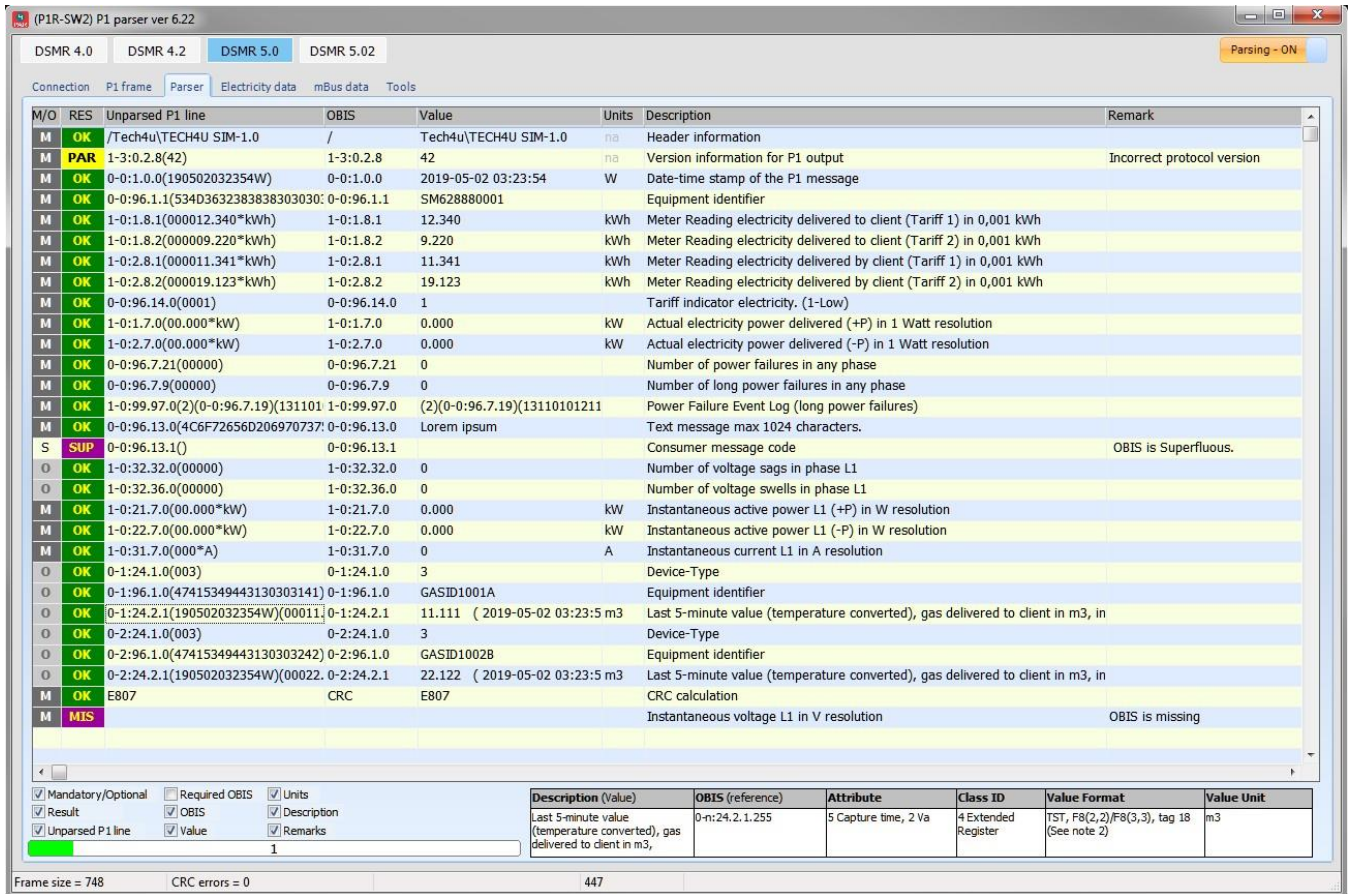 (P1R-SW2) P1 parser ver 6.22
DSMR 4.0 DSMR 4.2 DSMR 5.0 DSMR 5.02 Parsing - ON
Connection P1 frame Parser Electricity data mBus data Tools
M/O RES Unparsed P1 line OBIS Value Units Description Remark
M OK /Tech4u\TECH4U SIM-1.0 / Tech4u\TECH4U SIM-1.0 na Header information
M PAR 1-3:0.2.8(42) 1-3:0.2.8 42 na Version information for P1 output Incorrect protocol version
M OK 0-0:1.0.0(190502032354W) 0-0:1.0.0 2019-05-02 03:23:54 W Date-time stamp of the P1 message
M OK 0-0:96.1.1(534D363238383830303 0-0:96.1.1 SM628880001 Equipment identifier
M OK 1-0:1.8.1(000012.340*kWh) 1-0:1.8.1 12.340 kWh Meter Reading electricity delivered to client (Tariff 1) in 0,001 kWh
M OK 1-0:1.8.2(000009.220*kWh) 1-0:1.8.2 9.220 kWh Meter Reading electricity delivered to client (Tariff 2) in 0,001 kWh
M OK 1-0:2.8.1(000011.341*kWh) 1-0:2.8.1 11.341 kWh Meter Reading electricity delivered by client (Tariff 1) in 0,001 kWh
M OK 1-0:2.8.2(000019.123*kWh) 1-0:2.8.2 19.123 kWh Meter Reading electricity delivered by client (Tariff 2) in 0,001 kWh
M OK 0-0:96.14.0(0001) 0-0:96.14.0 1 Tariff indicator electricity. (1-Low)
M OK 1-0:1.7.0(00.000*kW) 1-0:1.7.0 0.000 kW Actual electricity power delivered (+P) in 1 Watt resolution
M OK 1-0:2.7.0(00.000*kW) 1-0:2.7.0 0.000 kW Actual electricity power delivered (-P) in 1 Watt resolution
M OK 0-0:96.7.21(00000) 0-0:96.7.21 0 Number of power failures in any phase
M OK 0-0:96.7.9(00000) 0-0:96.7.9 0 Number of long power failures in any phase
M OK 1-0:99.97.0(2)(0-0:96.7.19)(13110 1-0:99.97.0 (2)(0-0:96.7.19)(13110101211 Power Failure Event Log (long power failures)
M OK 0-0:96.13.0(4C6F72656D206970737 0-0:96.13.0 Lorem ipsum Text message max 1024 characters.
S SUP 0-0:96.13.1() 0-0:96.13.1 Consumer message code OBIS is Superfluous.
O OK 1-0:32.32.0(00000) 1-0:32.32.0 0 Number of voltage sags in phase L1
O OK 1-0:32.36.0(00000) 1-0:32.36.0 0 Number of voltage swells in phase L1
M OK 1-0:21.7.0(00.000*kW) 1-0:21.7.0 0.000 kW Instantaneous active power L1 (+P) in W resolution
M OK 1-0:22.7.0(00.000*kW) 1-0:22.7.0 0.000 kW Instantaneous active power L1 (-P) in W resolution
M OK 1-0:31.7.0(000*A) 1-0:31.7.0 0 A Instantaneous current L1 in A resolution
O OK 0-1:24.1.0(003) 0-1:24.1.0 3 Device-Type
O OK 0-1:96.1.0(47415349443130303141) 0-1:96.1.0 GASID1001A Equipment identifier
O OK 0-1:24.2.1(190502032354W)(00011. 0-1:24.2.1 11.111 ( 2019-05-02 03:23:5 m3 Last 5-minute value (temperature converted), gas delivered to client in m3, in
O OK 0-2:24.1.0(003) 0-2:24.1.0 3 Device-Type
O OK 0-2:96.1.0(47415349443130303242) 0-2:96.1.0 GASID1002B Equipment identifier
O OK 0-2:24.2.1(190502032354W)(00022. 0-2:24.2.1 22.122 ( 2019-05-02 03:23:5 m3 Last 5-minute value (temperature converted), gas delivered to client in m3, in
M OK E807 CRC E807 CRC calculation
M MIS Instantaneous voltage L1 in V resolution OBIS is missing
Mandatory/Optional Required OBIS Units
Result OBIS Description
Unparsed P1 line Value Remarks
1
Description (Value) OBIS (reference) Attribute Class ID Value Format Value Unit
Last 5-minute value 0-n:24.2.1.255 5 Capture time, 2 Va 4 Extended TST, F8(2,2)/F8(3,3), tag 18 m3
(temperature converted), gas Register (See note 2)
delivered to client in m3,
Frame size = 748 CRC errors = 0 447